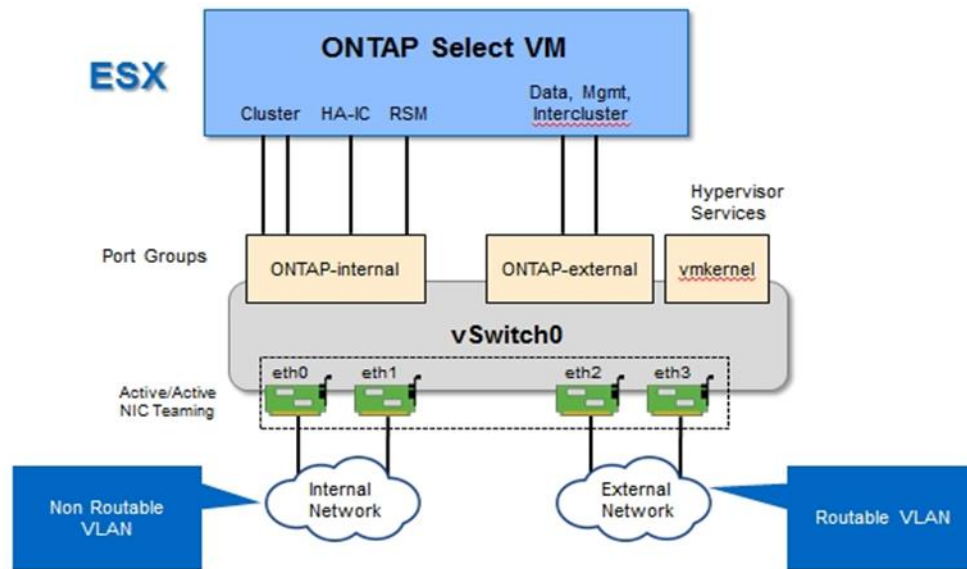 ONTAP Select VM
ESX
Cluster
HA-IC
RSM
Data, Mgmt,
Intercluster
Hypervisor
Services
Port Groups
ONTAP-internal
ONTAP-external
vmkernel
vSwitch0
eth0
eth1
eth2
eth3
Active/Active
NIC Teaming
Non Routable
VLAN
Internal
Network
External
Network
Routable VLAN